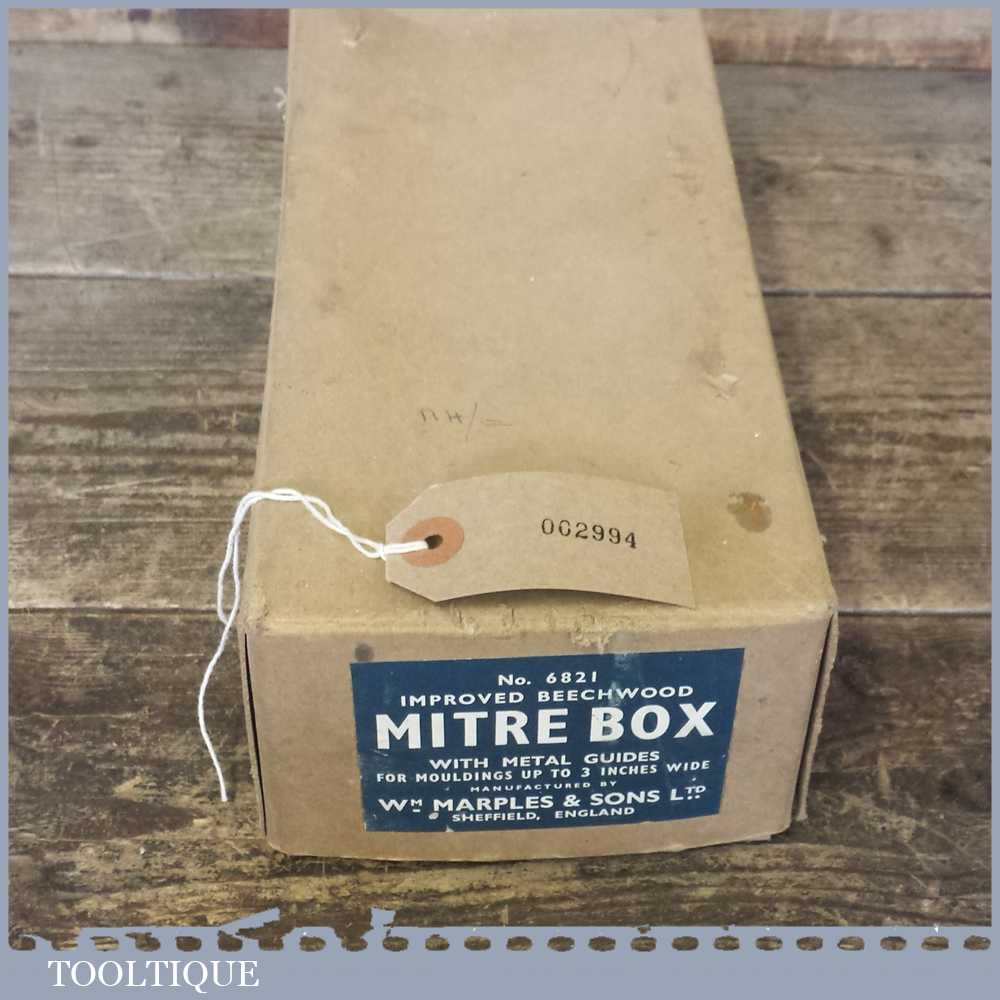 002994
No. 6821
IMPROVED BEECHWOOD
MITRE BOX
WITH METAL GUIDES
FOR MOULDINGS UP TO 3 INCHES WIDE
MANUFACTURED BY
WM MARPLES & SONS LTD
SHEFFIELD, ENGLAND
TOOLTIQUE